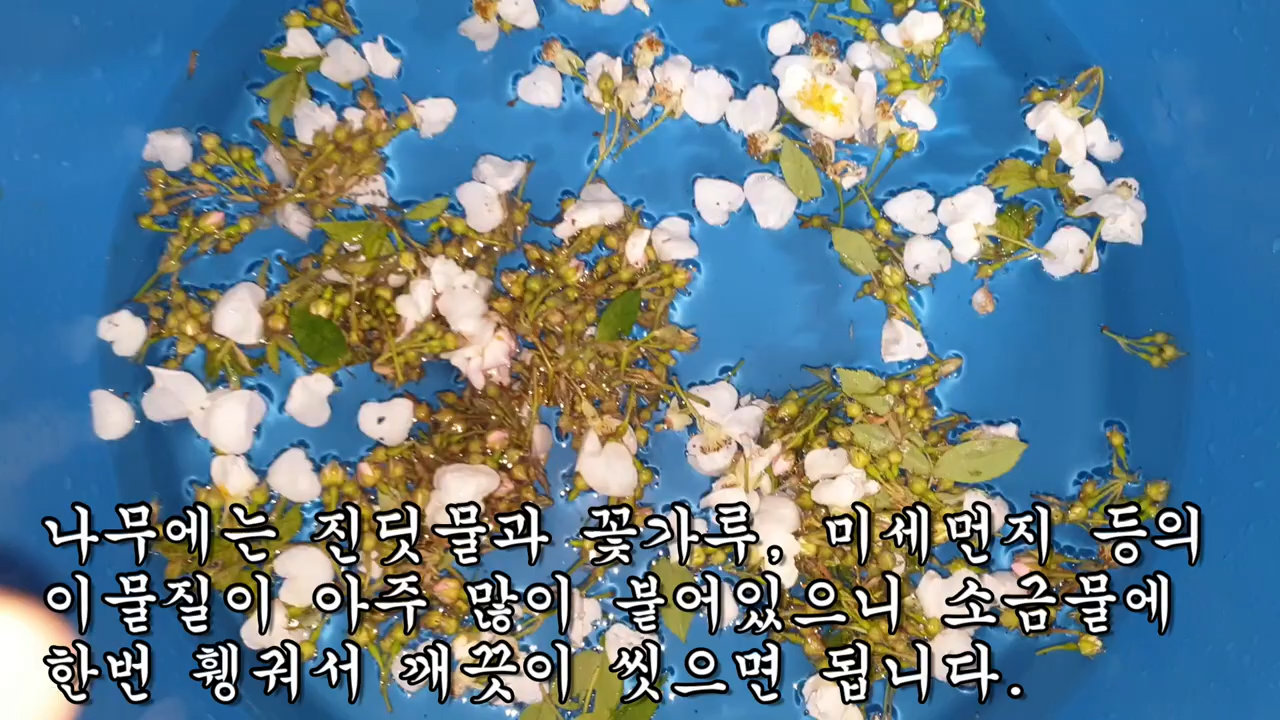 나무에는 진딧물과 꽃가루, 미세먼지 등의
이물질이 아주 많이 붙어있으니 소금물에
한번 휑궈서 깨끗이 씻으면 됩니다.